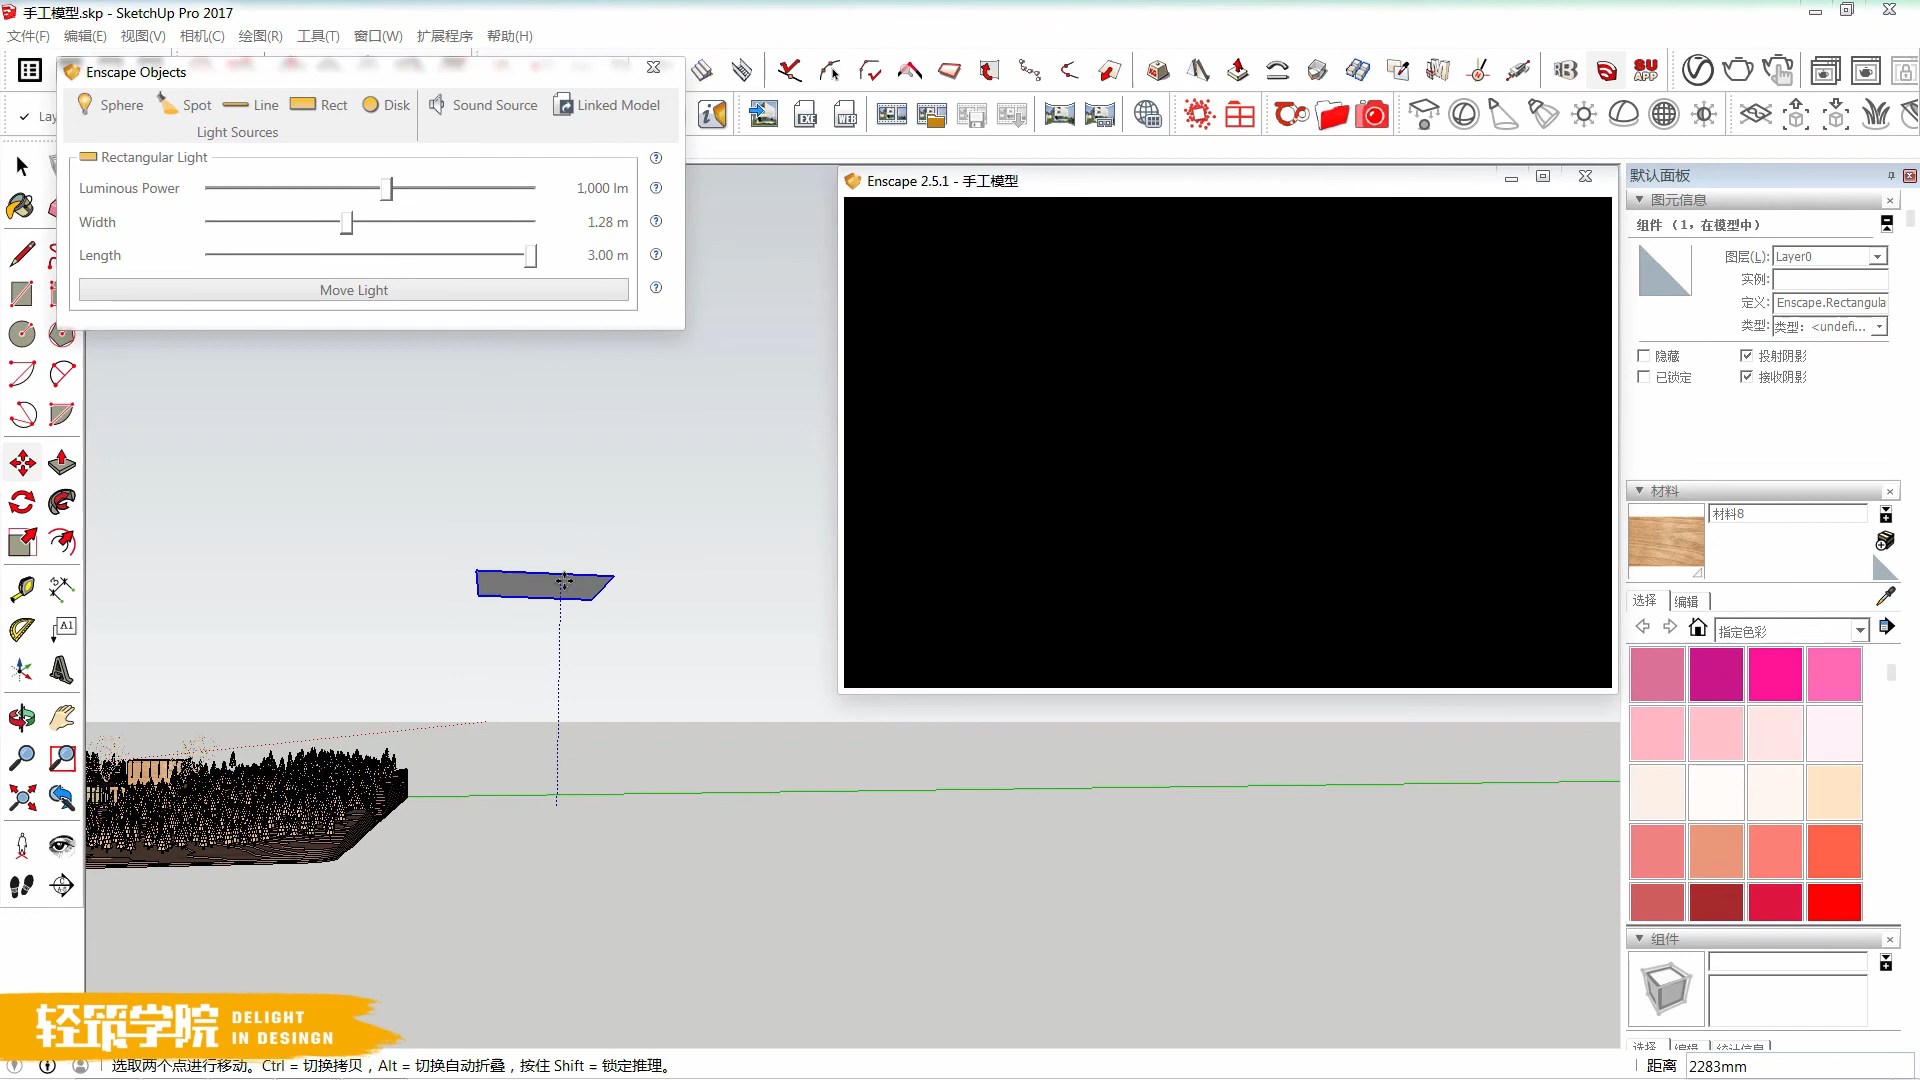 手工模型.skp - SketchUp Pro 2017
文件(F) 编辑(E) 视图(V) 相机(C) 绘图(R) 工具(T) 窗口(W) 扩展程序 帮助(H)
Enscape Objects
Sphere Spot Line Rect Disk Sound Source Linked Model
Light Sources
Rectangular Light
Luminous Power 1,000 lm
Width 1.28 m
Length 3.00 m
Move Light
Enscape 2.5.1 - 手工模型
默认面板
图元信息
组件 (1, 在模型中)
图层(L): Layer0
实例:
定义: Enscape.Rectangula
类型: 类型: <undefi...
隐藏 投射阴影
已锁定 接收阴影
材料
材料8
选择 编辑
指定色彩
组件
选择 编辑 统计信息
轻筑学院
DELIGHT
IN DESINGN
选取两个点进行移动。Ctrl = 切换拷贝，Alt = 切换自动折叠，按住 Shift = 锁定推理。
距离 2283mm